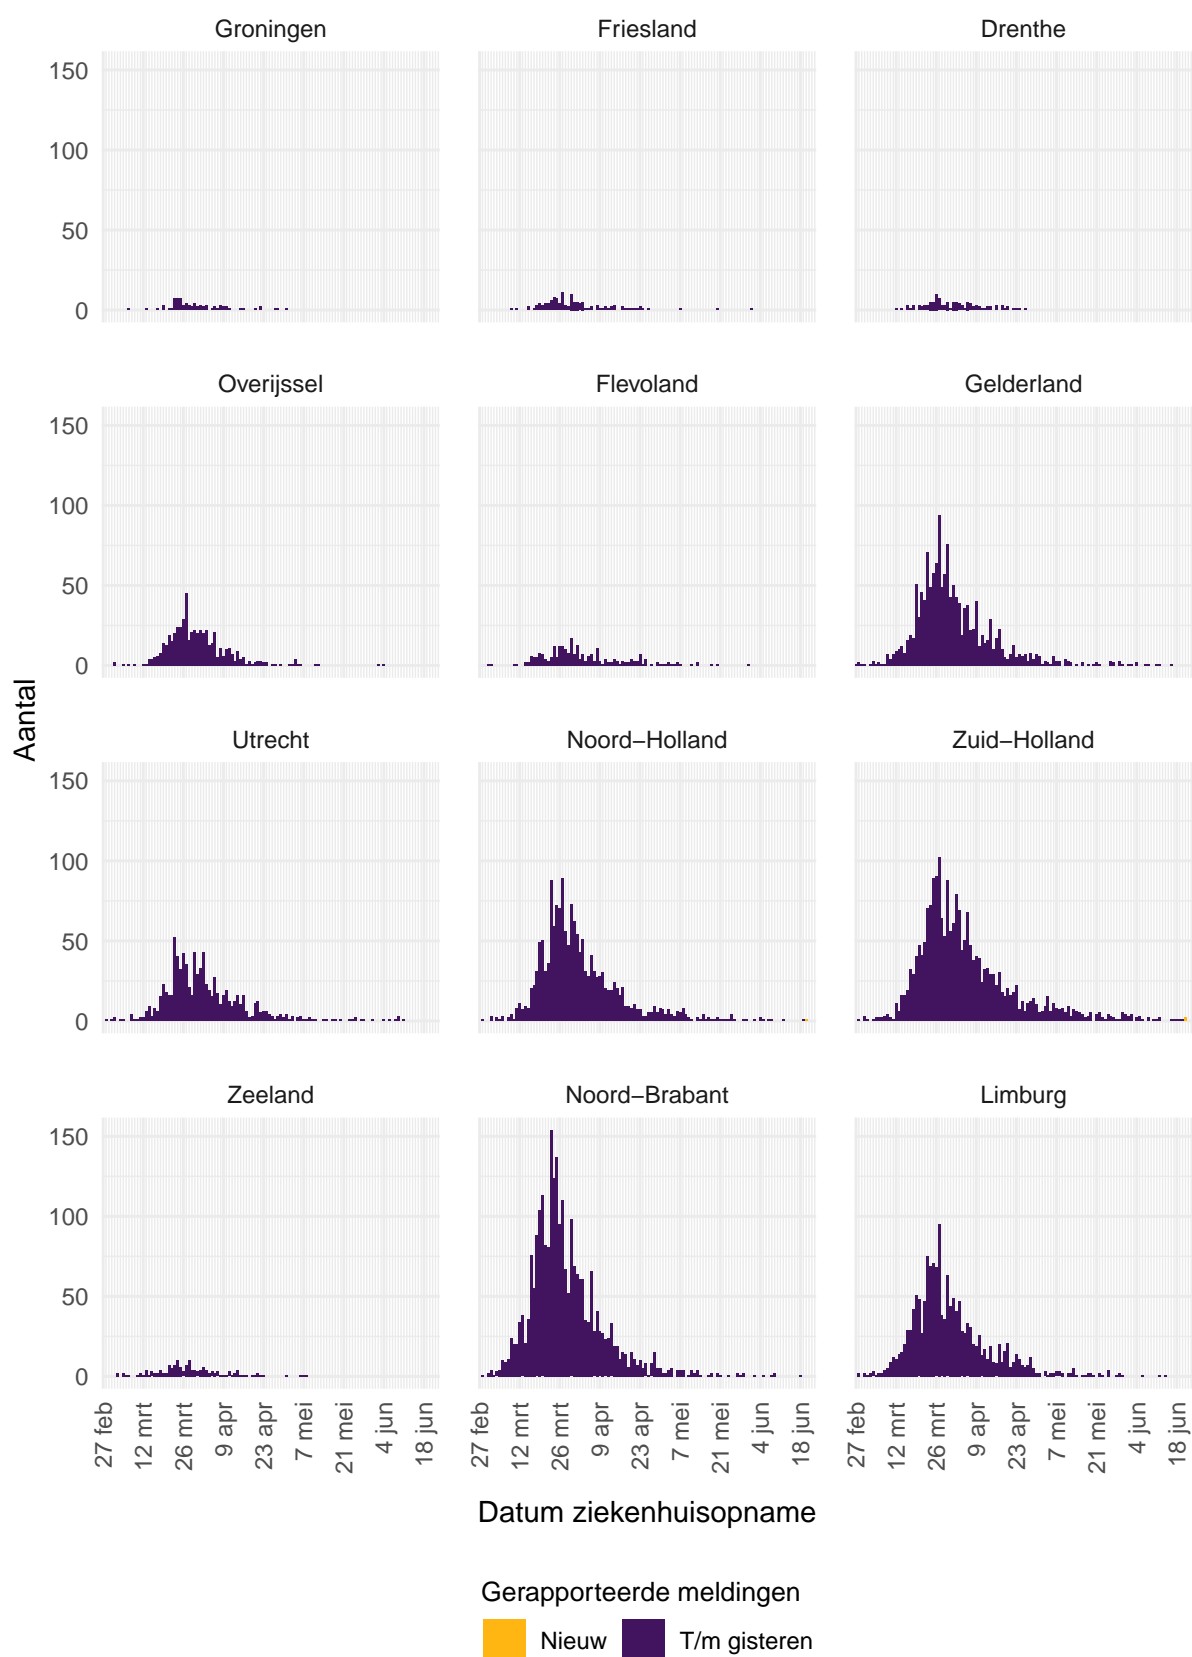 Groningen Friesland Drenthe
150
100
50
0
Overijssel Flevoland Gelderland
150
100
50
0
Aantal
Utrecht Noord−Holland Zuid−Holland
150
100
50
0
Zeeland Noord−Brabant Limburg
150
100
50
0
27 feb 12 mrt 26 mrt 9 apr 23 apr 7 mei 21 mei 4 jun 18 jun 27 feb 12 mrt 26 mrt 9 apr 23 apr 7 mei 21 mei 4 jun 18 jun 27 feb 12 mrt 26 mrt 9 apr 23 apr 7 mei 21 mei 4 jun 18 jun
Datum ziekenhuisopname
Gerapporteerde meldingen
Nieuw T/m gisteren